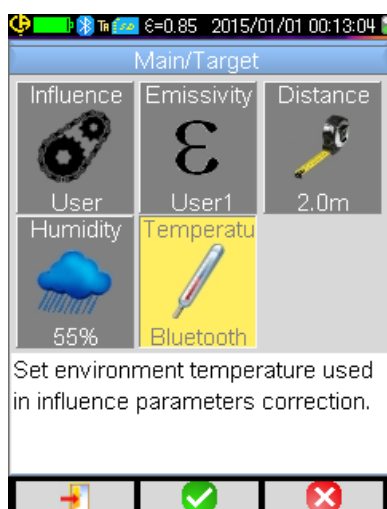 TR ε=0.85 2015/01/01 00:13:04
Main/Target
Influence Emissivity Distance
ε
User User1 2.0m
Humidity Temperatu
55% Bluetooth
Set environment temperature used
in influence parameters correction.